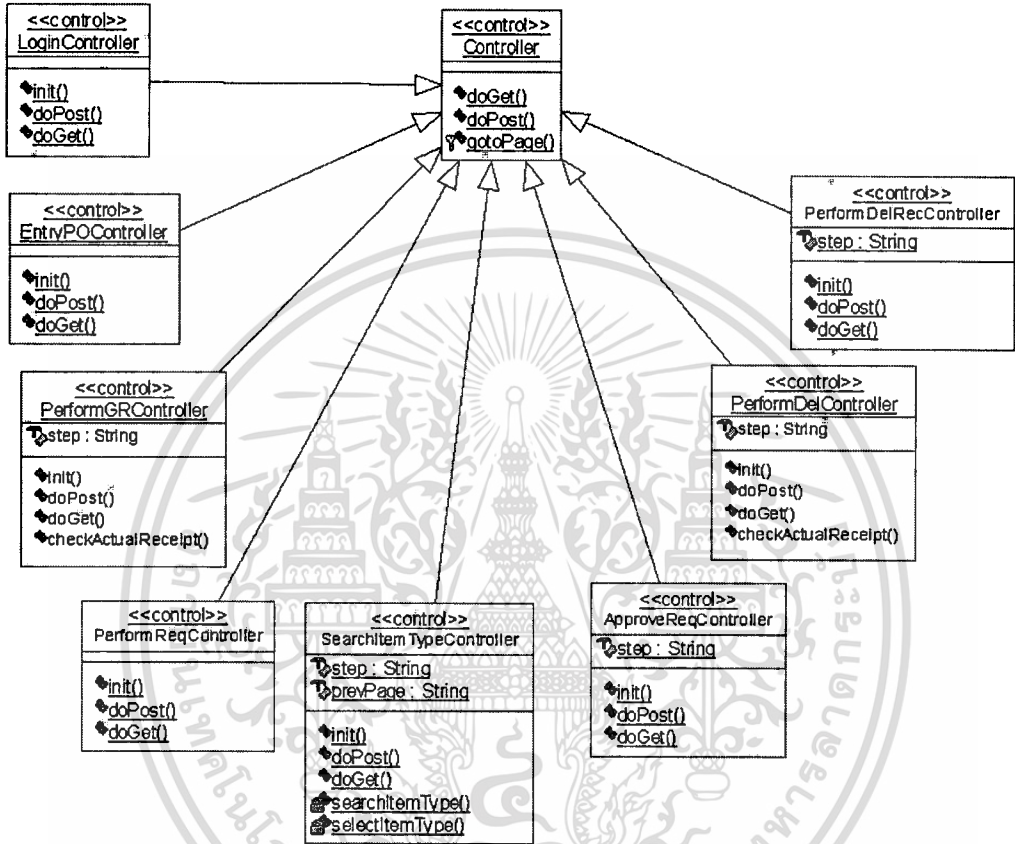 <<control>>
LoginController
init()
doPost()
doGet()
<<control>>
Controller
doGet()
doPost()
gotoPage()
<<control>>
EntryPOController
init()
doPost()
doGet()
<<control>>
PerformDelRecController
step : String
init()
doPost()
doGet()
<<control>>
PerformGRController
step : String
init()
doPost()
doGet()
checkActualReceipt()
<<control>>
PerformDelController
step : String
init()
doPost()
doGet()
checkActualReceipt()
<<control>>
PerformReqController
init()
doPost()
doGet()
<<control>>
SearchItemTypeController
step : String
prevPage : String
init()
doPost()
doGet()
searchItemType()
selectItemType()
<<control>>
ApproveReqController
step : String
init()
doPost()
doGet()